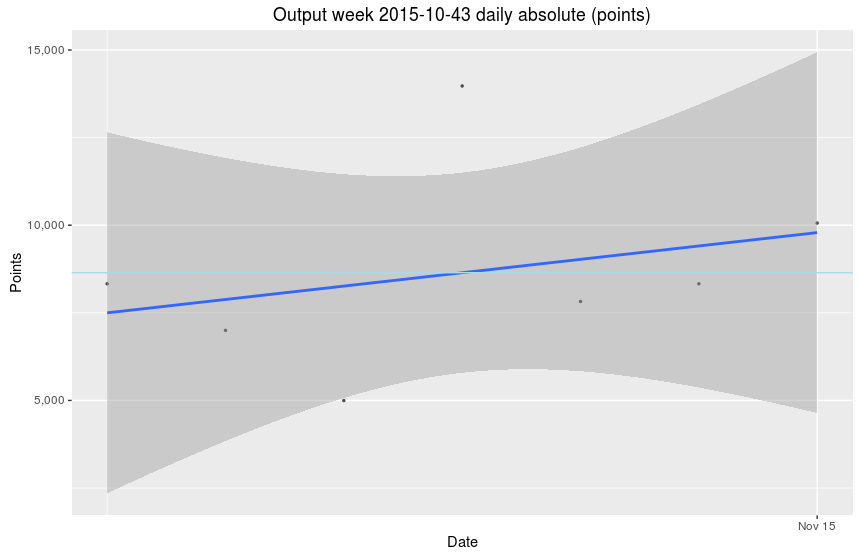 Output week 2015-10-43 daily absolute (points)
15,000
10,000
5,000
Points
Nov 15
Date